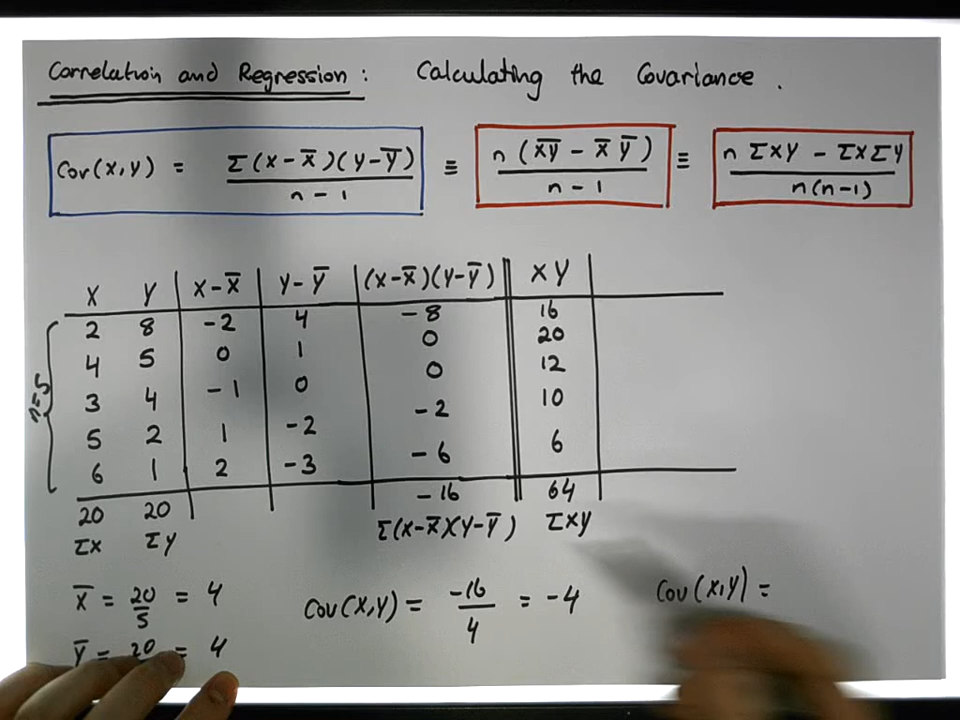 Correlation and Regression : Calculating the Covariance .
Cov(x,y) = Σ(x-x̅)(y-y̅) / n-1 ≡ n(x̅y̅ - x̅ y̅) / n-1 ≡ n Σxy - ΣxΣy / n(n-1)
x y x-x̅ y-y̅ (x-x̅)(y-y̅) xy
2 8 -2 4 -8 16
4 5 0 1 0 20
3 4 -1 0 0 12
5 2 1 -2 -2 10
6 1 2 -3 -6 6
n=5
20 20 -16 64
Σx Σy Σ(x-x̅)(y-y̅) Σxy
x̅ = 20/5 = 4
Cov(x,y) = -16/4 = -4
Cov(x,y) =
y̅ = 20 = 4